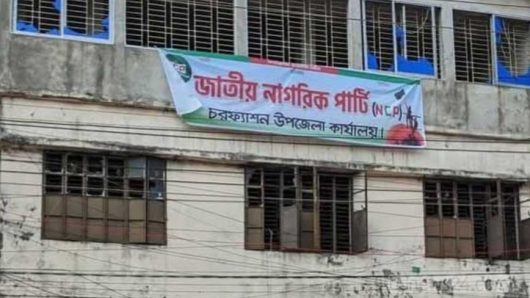 জাতীয় নাগরিক পার্টি (NCP)
চরফ্যাশন উপজেলা কার্যালয়।